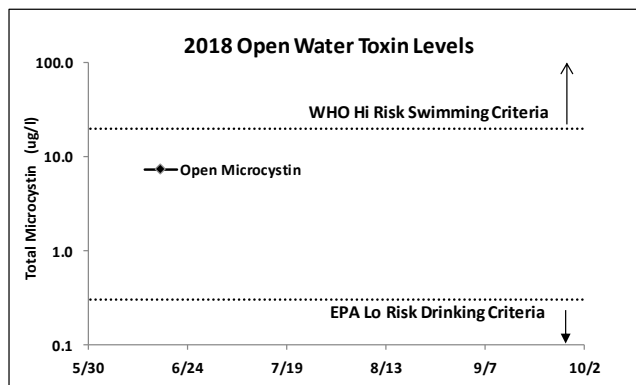 2018 Open Water Toxin Levels
100.0
WHO Hi Risk Swimming Criteria
10.0
Open Microcystin
Total Microcystin (ug/l)
1.0
EPA Lo Risk Drinking Criteria
0.1
5/30 6/24 7/19 8/13 9/7 10/2